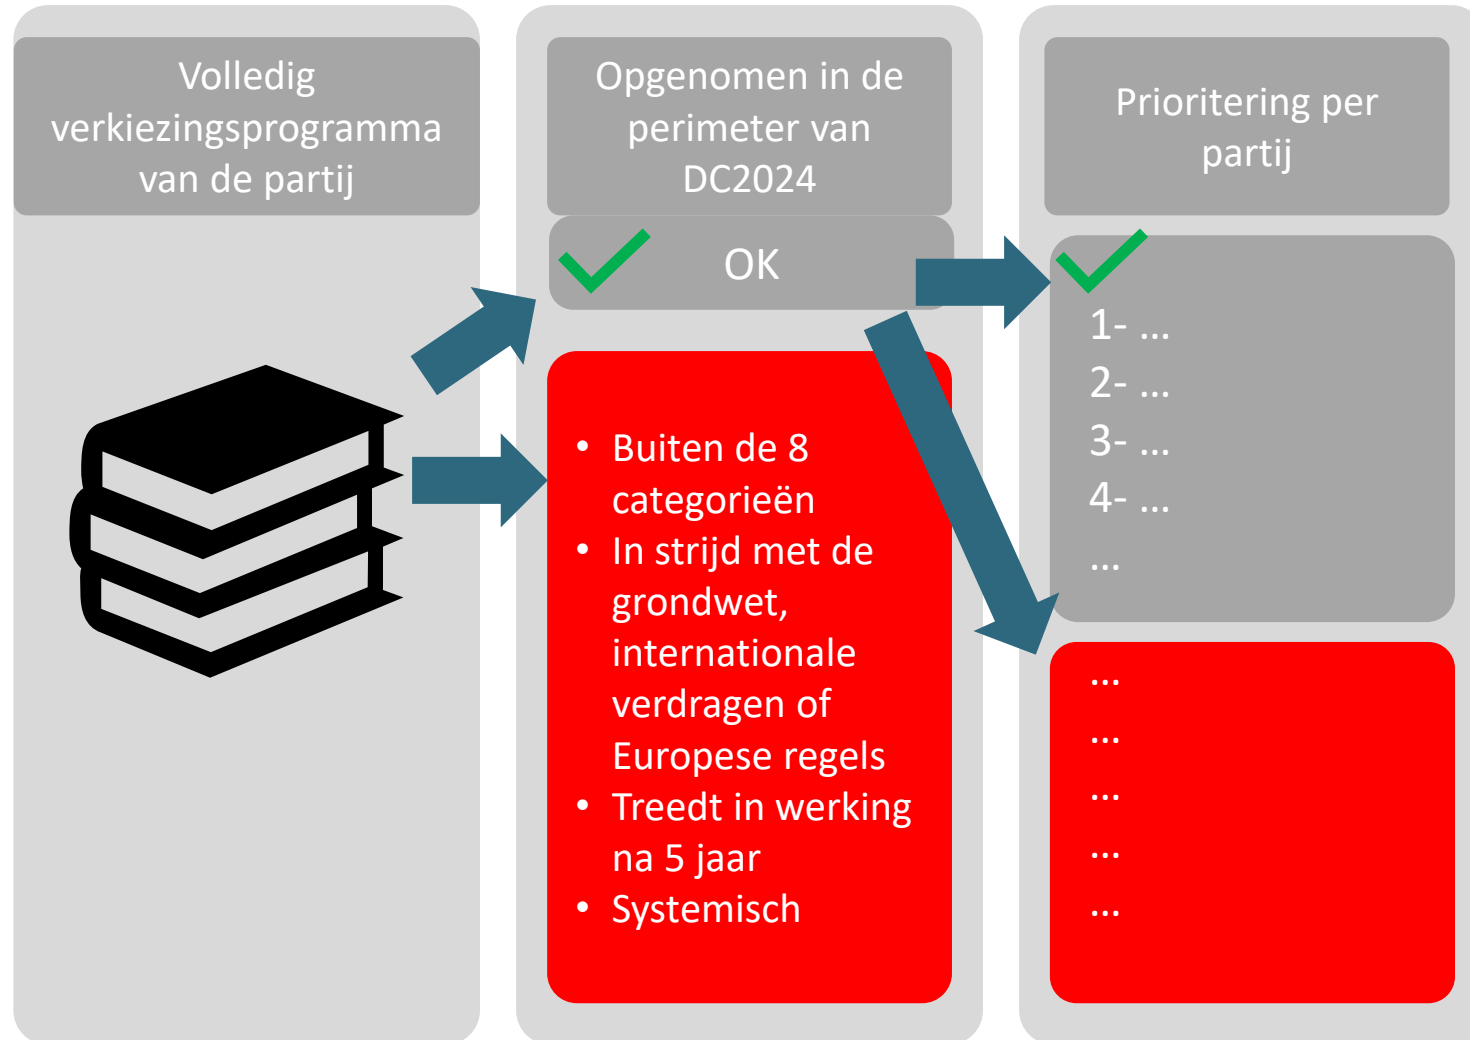 Volledig
verkiezingsprogramma
van de partij
Opgenomen in de
perimeter van
DC2024
OK
• Buiten de 8
categorieën
• In strijd met de
grondwet,
internationale
verdragen of
Europese regels
• Treedt in werking
na 5 jaar
• Systemisch
Prioritering per
partij
1- ...
2- ...
3- ...
4- ...
...
...
...
...
...
...